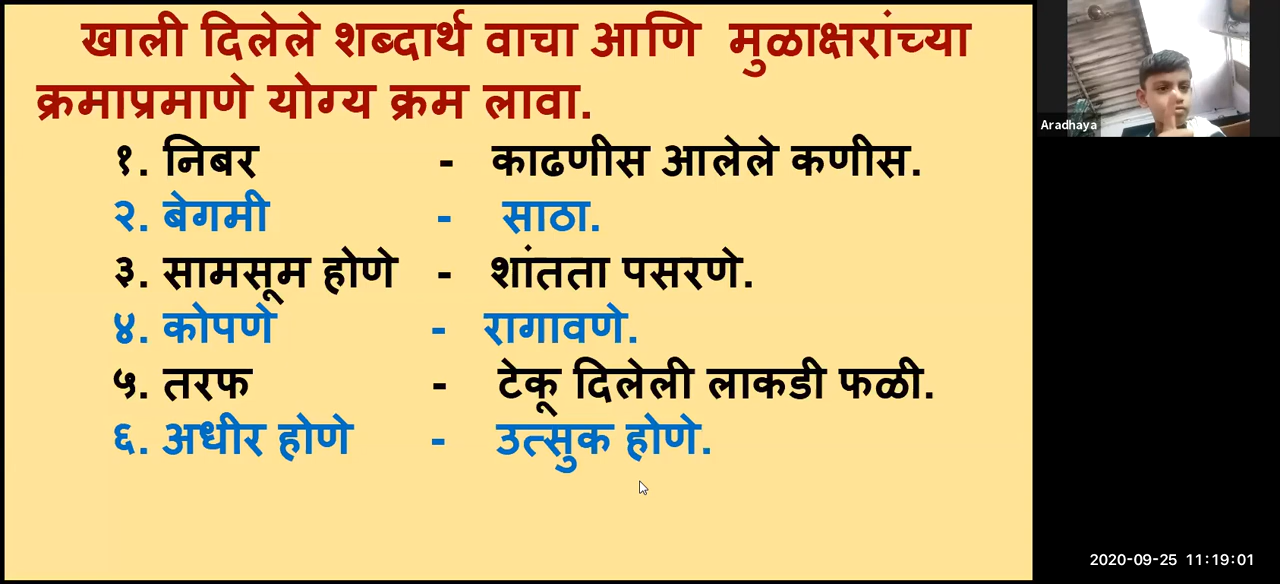 खाली दिलेले शब्दार्थ वाचा आणि मुळाक्षरांच्या
क्रमाप्रमाणे योग्य क्रम लावा.
१. निबर - काढणीस आलेले कणीस.
२. बेगमी - साठा.
३. सामसूम होणे - शांतता पसरणे.
४. कोपणे - रागावणे.
५. तरफ - टेकू दिलेली लाकडी फळी.
६. अधीर होणे - उत्सुक होणे.
Aradhaya
2020-09-25 11:19:01